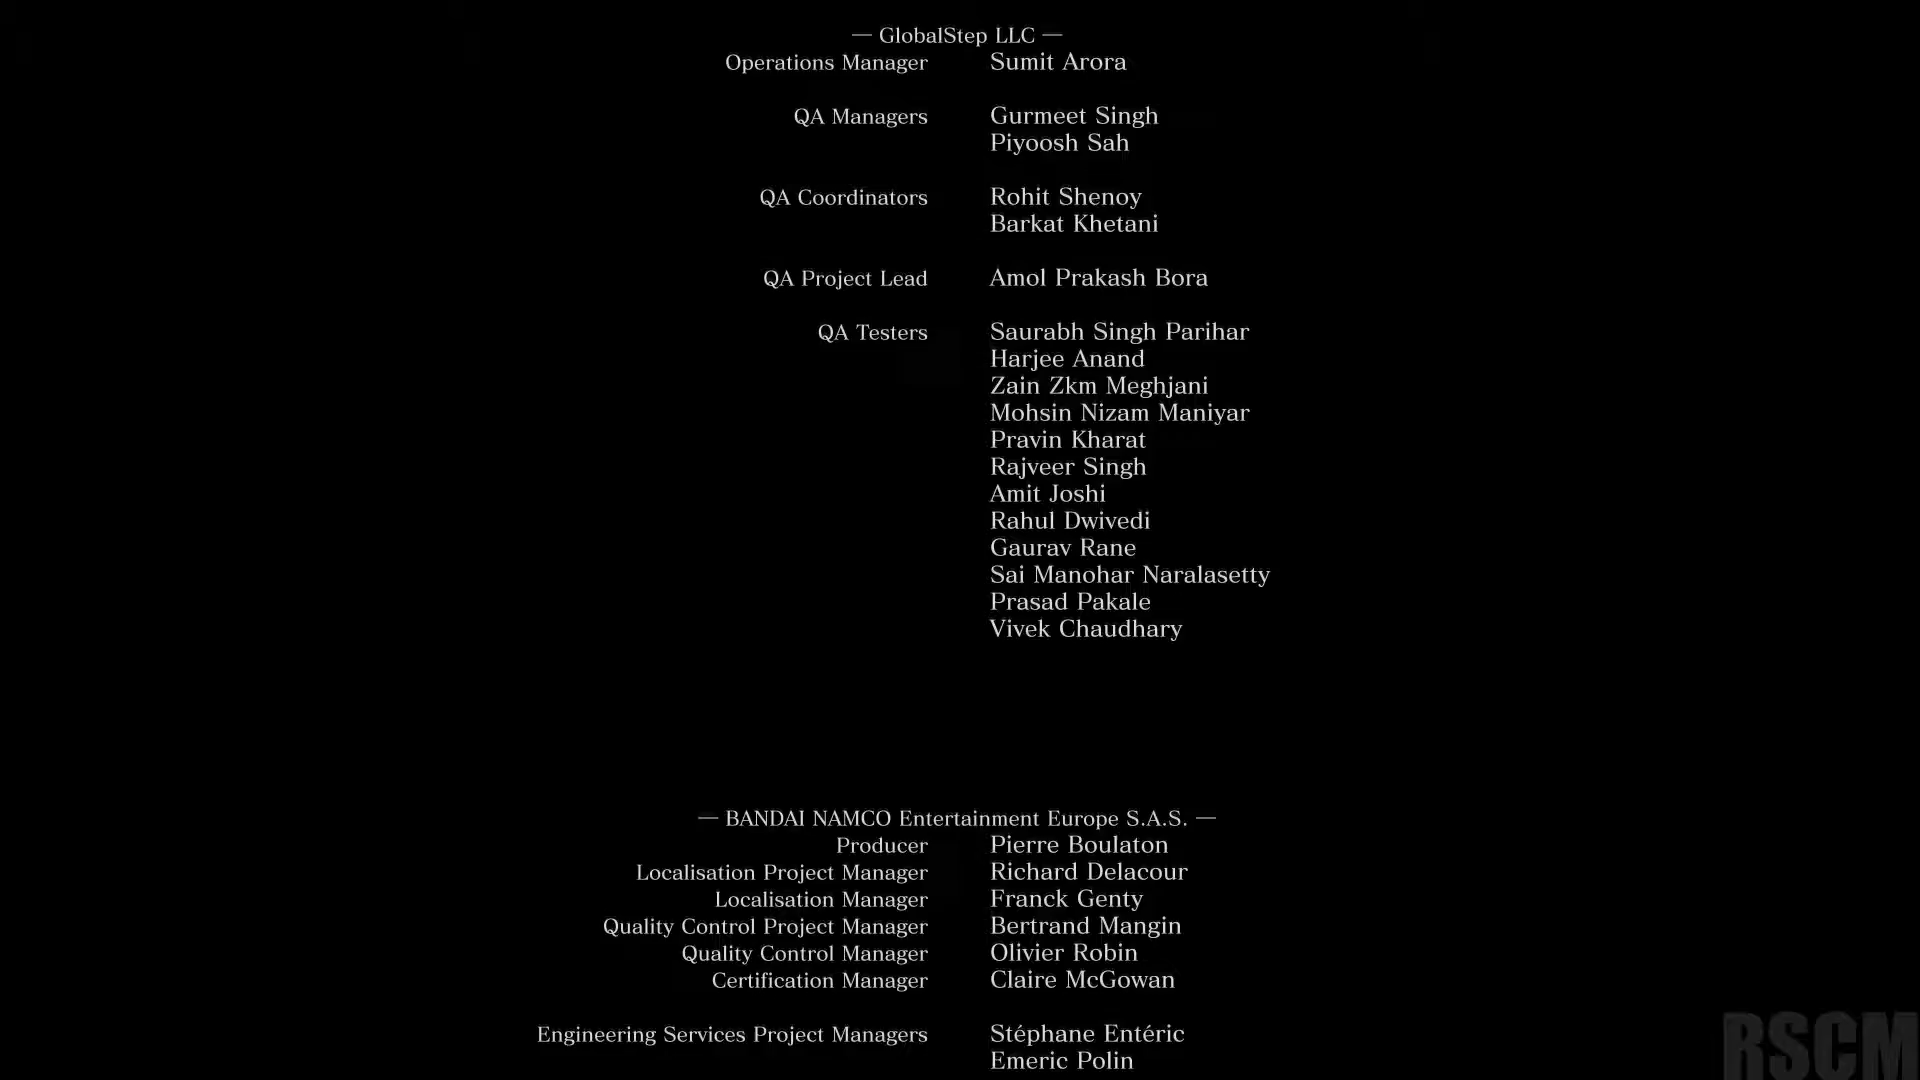 — GlobalStep LLC —
Operations Manager Sumit Arora
QA Managers Gurmeet Singh
Piyoosh Sah
QA Coordinators Rohit Shenoy
Barkat Khetani
QA Project Lead Amol Prakash Bora
QA Testers Saurabh Singh Parihar
Harjee Anand
Zain Zkm Meghjani
Mohsin Nizam Maniyar
Pravin Kharat
Rajveer Singh
Amit Joshi
Rahul Dwivedi
Gaurav Rane
Sai Manohar Naralasetty
Prasad Pakale
Vivek Chaudhary
— BANDAI NAMCO Entertainment Europe S.A.S. —
Producer Pierre Boulaton
Localisation Project Manager Richard Delacour
Localisation Manager Franck Genty
Quality Control Project Manager Bertrand Mangin
Quality Control Manager Olivier Robin
Certification Manager Claire McGowan
Engineering Services Project Managers Stéphane Entéric
Emeric Polin
RSCM